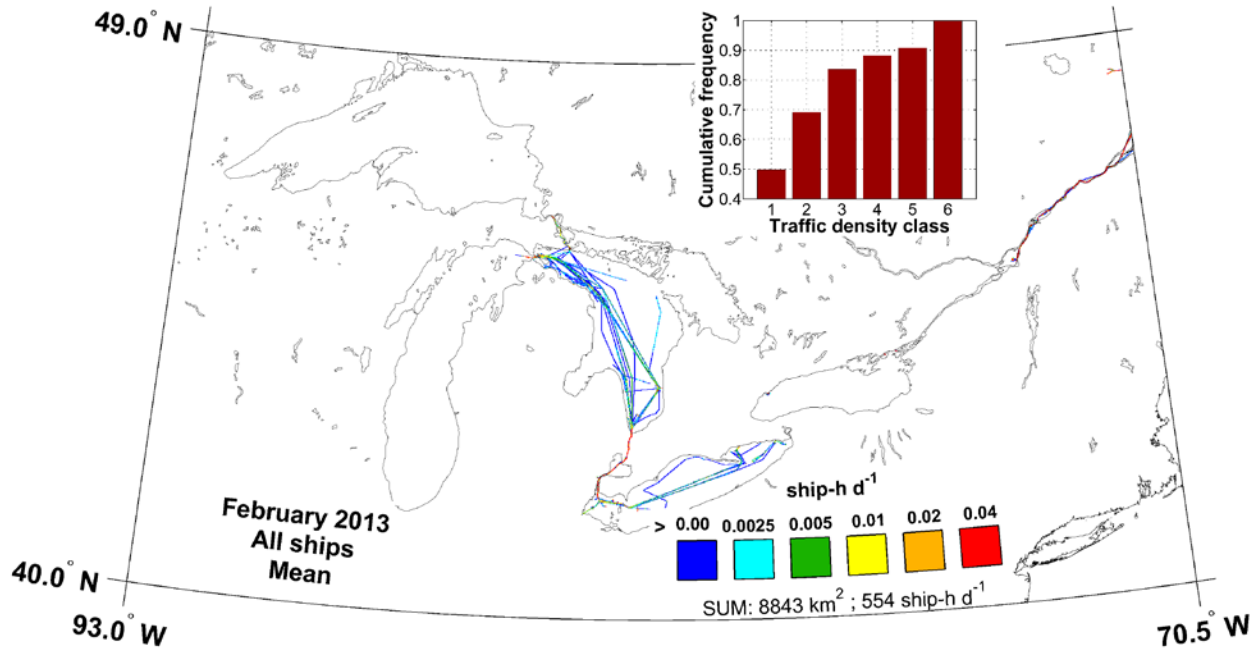 49.0° N
1
0.9
0.8
0.7
0.6
0.5
0.4
Cumulative frequency
1 2 3 4 5 6
Traffic density class
February 2013
All ships
Mean
ship-h d⁻¹
> 0.00 0.0025 0.005 0.01 0.02 0.04
SUM: 8843 km² ; 554 ship-h d⁻¹
40.0° N
93.0° W
70.5° W